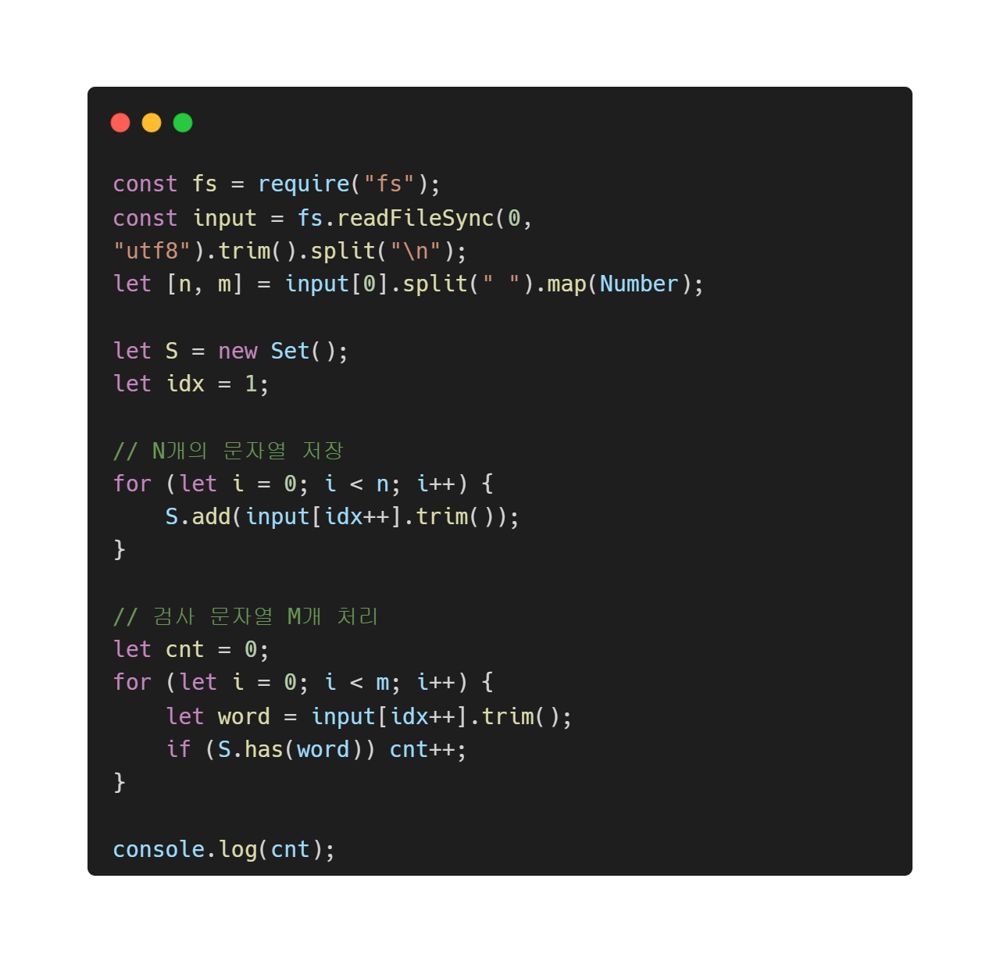 const fs = require("fs");
const input = fs.readFileSync(0,
"utf8").trim().split("\n");
let [n, m] = input[0].split(" ").map(Number);
let S = new Set();
let idx = 1;
// N개의 문자열 저장
for (let i = 0; i < n; i++) {
    S.add(input[idx++].trim());
}
// 검사 문자열 M개 처리
let cnt = 0;
for (let i = 0; i < m; i++) {
    let word = input[idx++].trim();
    if (S.has(word)) cnt++;
}
console.log(cnt);